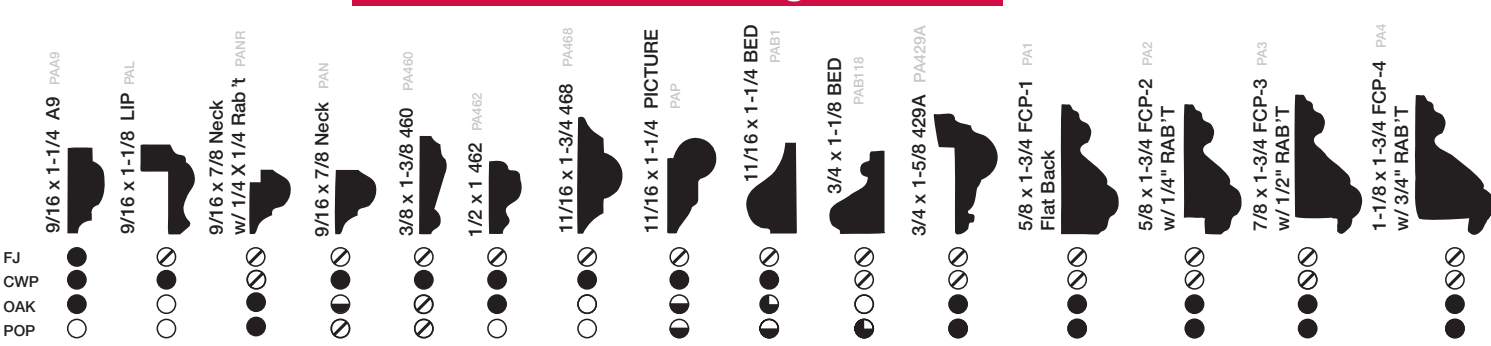 9/16 x 1-1/4 A9 PAA9
9/16 x 1-1/8 LIP PAL
9/16 x 7/8 Neck
w/ 1/4 X 1/4 Rab't PANR
9/16 x 7/8 Neck PAN
3/8 x 1-3/8 460 PA460
1/2 x 1 462 PA462
11/16 x 1-3/4 468 PA468
11/16 x 1-1/4 PICTURE
PAP
11/16 x 1-1/4 BED
PAB1
3/4 x 1-1/8 BED
PAB118
3/4 x 1-5/8 429A PA429A
5/8 x 1-3/4 FCP-1 PA1
Flat Back
5/8 x 1-3/4 FCP-2 PA2
w/ 1/4" RAB'T
7/8 x 1-3/4 FCP-3 PA3
w/ 1/2" RAB'T
1-1/8 x 1-3/4 FCP-4 PA4
w/ 3/4" RAB'T
FJ
CWP
OAK
POP